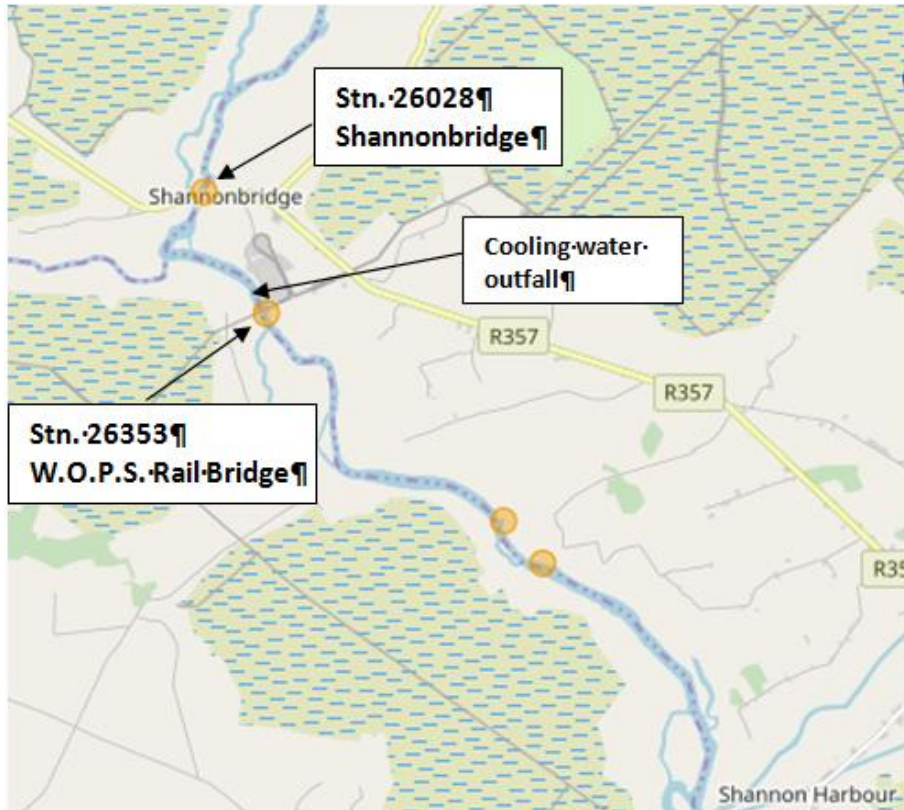 Stn.·26028¶
Shannonbridge¶
Shannonbridge
Cooling·water·
outfall¶
R357
R357
Stn.·26353¶
W.O.P.S.·Rail·Bridge¶
R35
Shannon Harbour